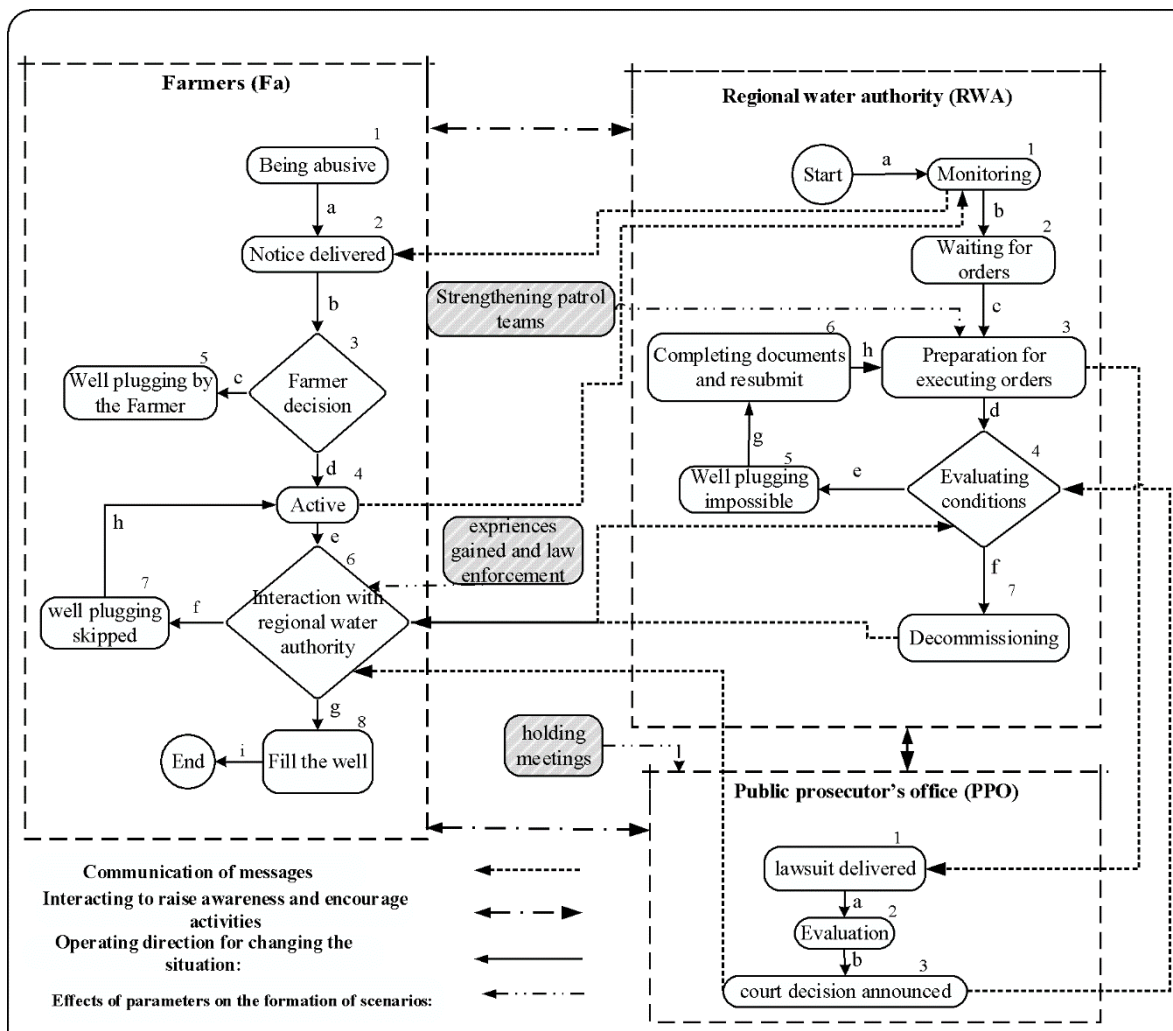 Farmers (Fa)
1
Being abusive
a
2
Notice delivered
b
3
Farmer
decision
c
5
Well plugging by
the Farmer
d
4
Active
e
6
Interaction with
regional water
authority
f
7
well plugging
skipped
h
g
8
Fill the well
i
End
Strengthening patrol
teams
expriences
gained and law
enforcement
holding
meetings
Regional water authority (RWA)
Start
a
1
Monitoring
b
2
Waiting for
orders
c
3
Preparation for
executing orders
d
4
Evaluating
conditions
e
5
Well plugging
impossible
g
6
Completing documents
and resubmit
h
f
7
Decommissioning
Public prosecutor's office (PPO)
1
lawsuit delivered
a
2
Evaluation
b
3
court decision announced
Communication of messages
Interacting to raise awareness and encourage
activities
Operating direction for changing the
situation:
Effects of parameters on the formation of scenarios: